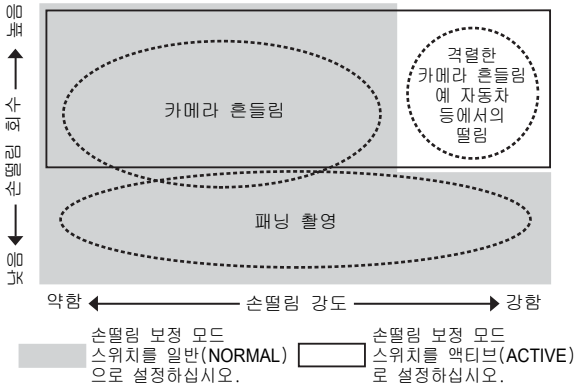 높음
손떨림 회수
낮음
카메라 흔들림
격렬한
카메라 흔들림
예 자동차
등에서의
떨림
패닝 촬영
약함
손떨림 강도
강함
손떨림 보정 모드
스위치를 일반(NORMAL)
으로 설정하십시오.
손떨림 보정 모드
스위치를 액티브(ACTIVE)
로 설정하십시오.